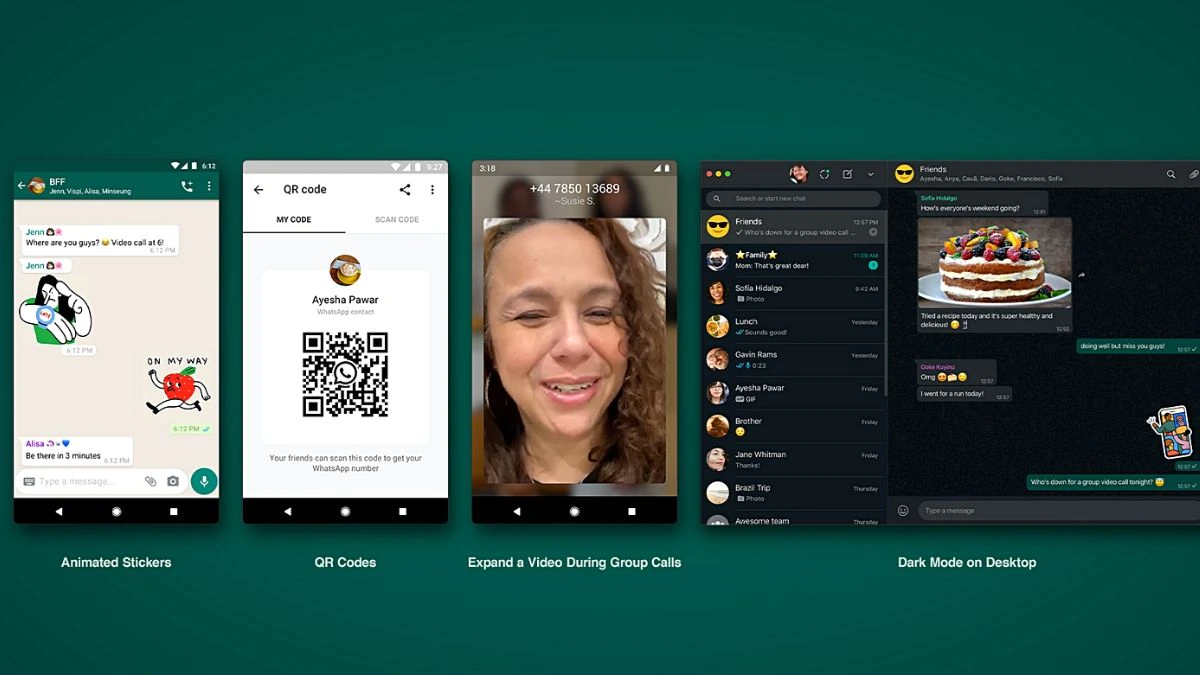 6:12
BFF
Jenn, Vispi, Alisa, Minseung
Jenn
Where are you guys? Video call at 6!
6:12 PM
Jenn
6:12 PM
ON MY WAY
6:12 PM
Alisa
Be there in 3 minutes
6:12 PM
Type a message...
Animated Stickers
9:27
QR code
MY CODE
SCAN CODE
Ayesha Pawar
WhatsApp contact
Your friends can scan this code to get your
WhatsApp number
QR Codes
3:18
+44 7850 13689
~Susie S.
Expand a Video During Group Calls
Search or start new chat
Friends
12:57 PM
Who's down for a group video call ...
Family
11:39 AM
Mom: That's great dear!
1
Sofia Hidalgo
9:42 AM
Photo
Lunch
Yesterday
Sounds good!
Gavin Rams
Yesterday
0:23
Ayesha Pawar
Friday
GIF
Brother
Friday
Jane Whitman
Friday
Thanks!
Brazil Trip
Thursday
Photo
Awesome team
Thursday
Friends
Ayesha, Anya, Cauã, Dario, Goke, Francisco, Sofia
Sofia Hidalgo
How's everyone's weekend going?
12:51
Tried a recipe today and it's super healthy and
delicious!
12:52
doing well but miss you guys!
12:57
Goke Kuyinu
Omg
12:57
I went for a run today!
12:57
12:57
Who's down for a group video call tonight?
12:57
Type a message
Dark Mode on Desktop